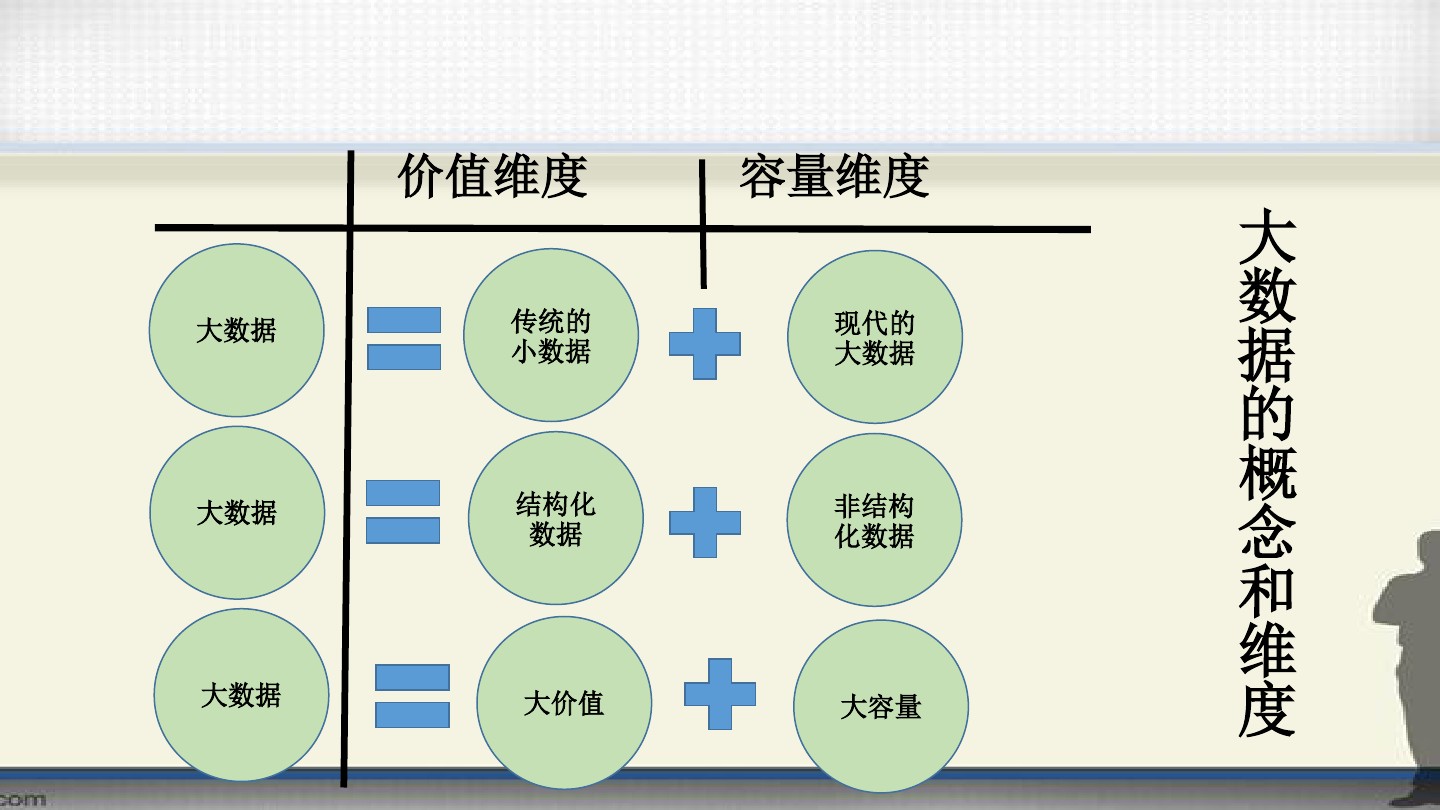 价值维度 容量维度
大数据
传统的
小数据
现代的
大数据
大数据
结构化
数据
非结构
化数据
大数据
大价值
大容量
大数据的概念和维度
com